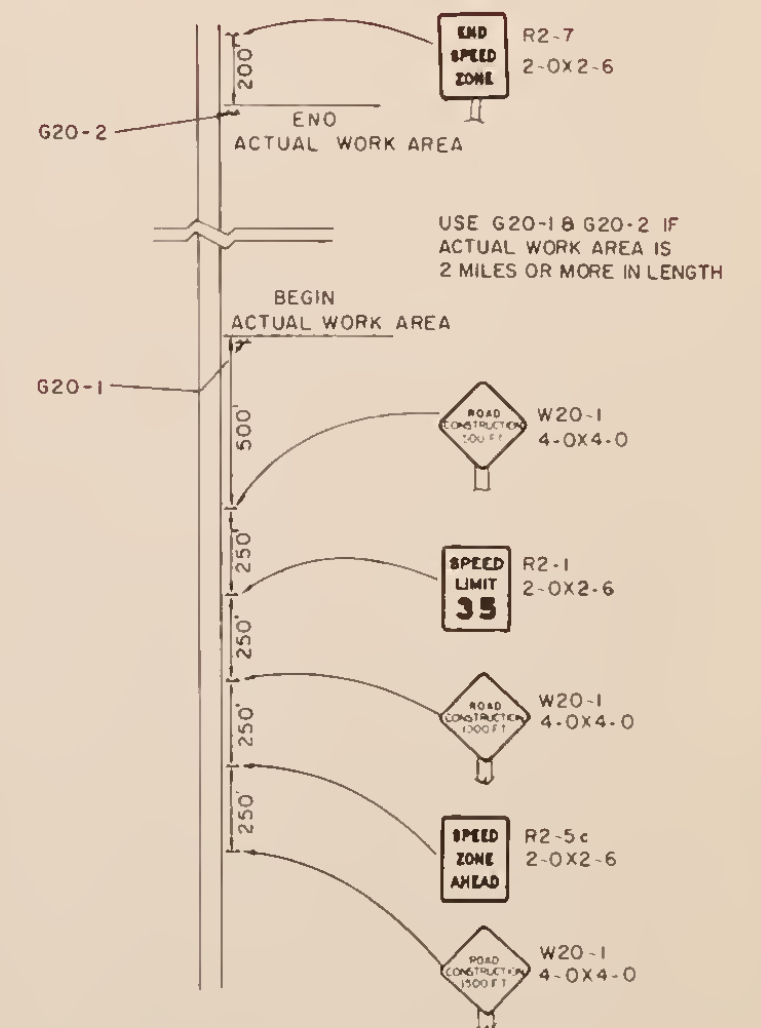 END
SPEED
ZONE
R2-7
2-0X2-6
200'
G20-2
END
ACTUAL WORK AREA
USE G20-1 & G20-2 IF
ACTUAL WORK AREA IS
2 MILES OR MORE IN LENGTH
BEGIN
ACTUAL WORK AREA
G20-1
500'
ROAD
CONSTRUCTION
500 FT
W20-1
4-0X4-0
250'
SPEED
LIMIT
35
R2-1
2-0X2-6
250'
ROAD
CONSTRUCTION
1000 FT
W20-1
4-0X4-0
250'
SPEED
ZONE
AHEAD
R2-5c
2-0X2-6
250'
ROAD
CONSTRUCTION
1500 FT
W20-1
4-0X4-0